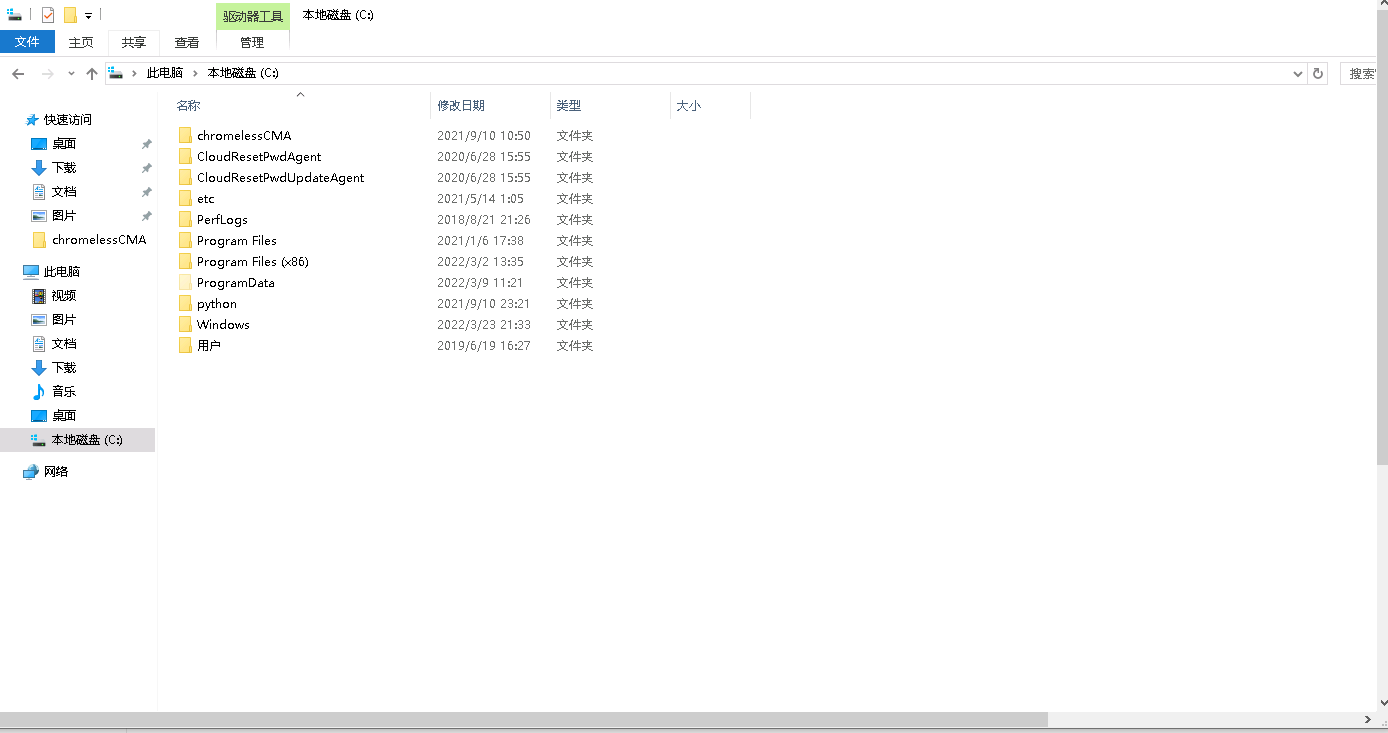 驱动器工具 本地磁盘 (C:)
文件 主页 共享 查看 管理
此电脑 本地磁盘 (C:) 搜索
名称 修改日期 类型 大小
快速访问
桌面
下载
文档
图片
chromelessCMA
此电脑
视频
图片
文档
下载
音乐
桌面
本地磁盘 (C:)
网络
chromelessCMA 2021/9/10 10:50 文件夹
CloudResetPwdAgent 2020/6/28 15:55 文件夹
CloudResetPwdUpdateAgent 2020/6/28 15:55 文件夹
etc 2021/5/14 1:05 文件夹
PerfLogs 2018/8/21 21:26 文件夹
Program Files 2021/1/6 17:38 文件夹
Program Files (x86) 2022/3/2 13:35 文件夹
ProgramData 2022/3/9 11:21 文件夹
python 2021/9/10 23:21 文件夹
Windows 2022/3/23 21:33 文件夹
用户 2019/6/19 16:27 文件夹